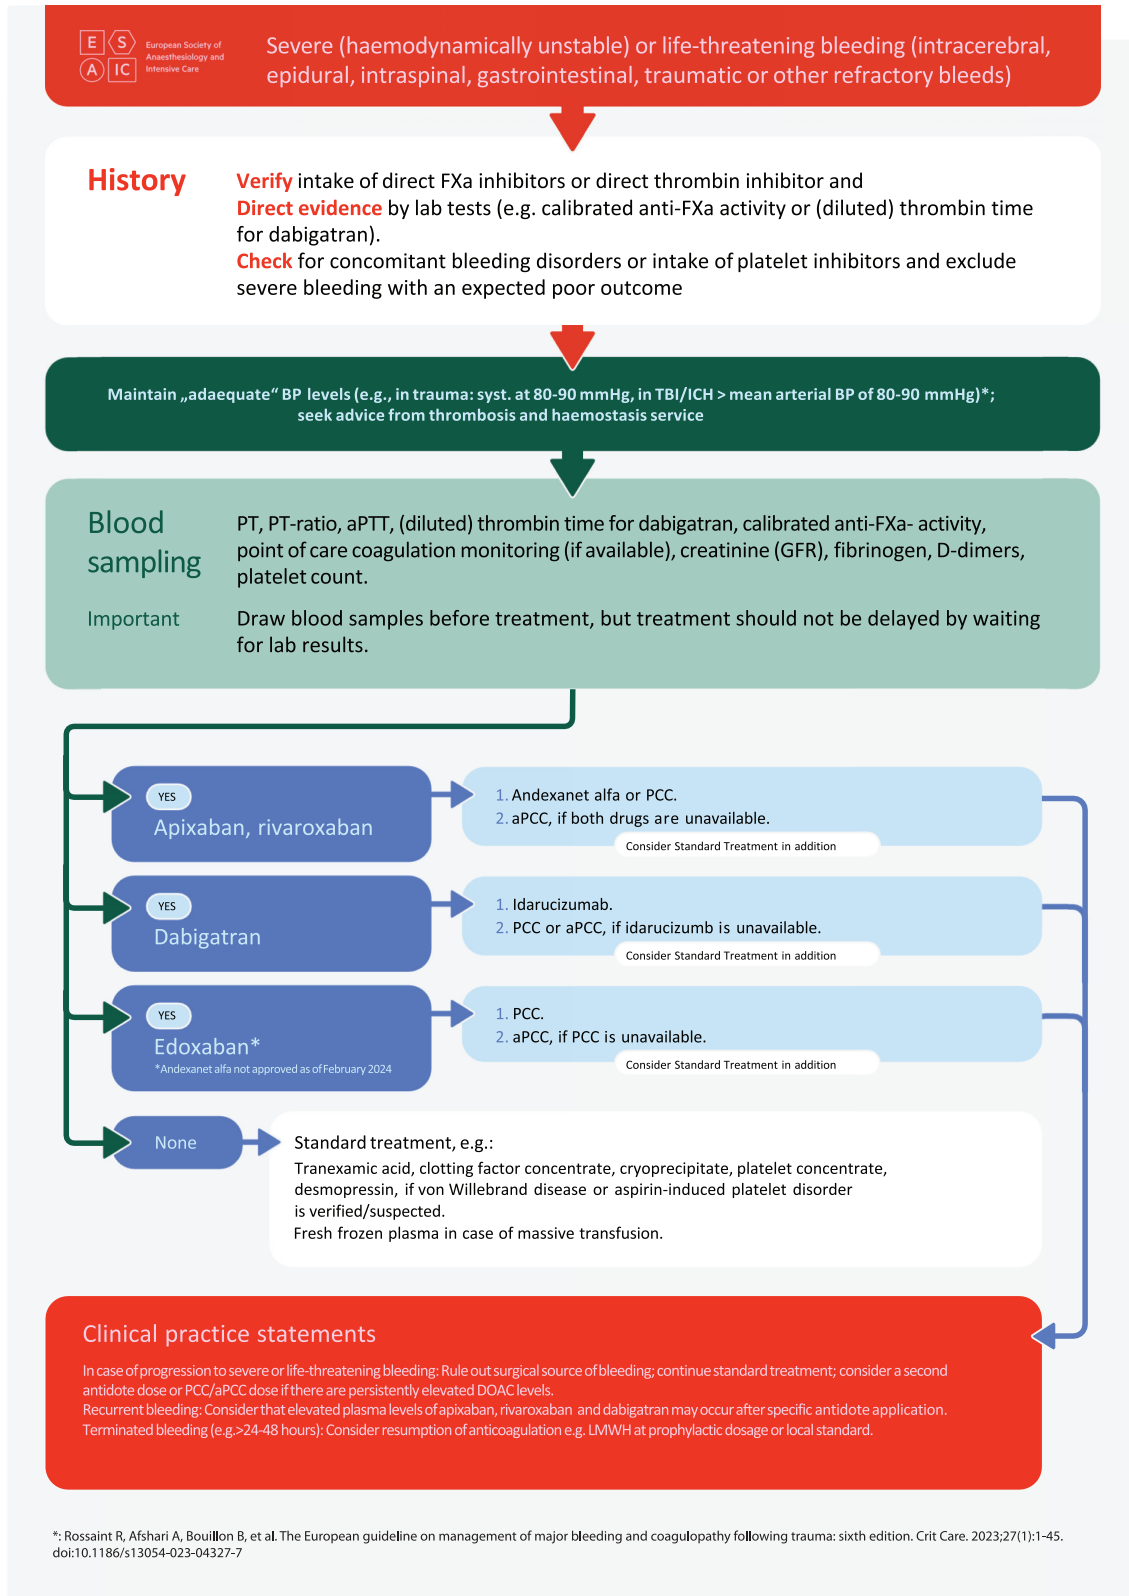 E S
A IC
European Society of
Anaesthesiology and
Intensive Care
Severe (haemodynamically unstable) or life-threatening bleeding (intracerebral,
epidural, intraspinal, gastrointestinal, traumatic or other refractory bleeds)
History
Verify intake of direct FXa inhibitors or direct thrombin inhibitor and
Direct evidence by lab tests (e.g. calibrated anti-FXa activity or (diluted) thrombin time
for dabigatran).
Check for concomitant bleeding disorders or intake of platelet inhibitors and exclude
severe bleeding with an expected poor outcome
Maintain „adaequate“ BP levels (e.g., in trauma: syst. at 80-90 mmHg, in TBI/ICH > mean arterial BP of 80-90 mmHg)*;
seek advice from thrombosis and haemostasis service
Blood
sampling
PT, PT-ratio, aPTT, (diluted) thrombin time for dabigatran, calibrated anti-FXa- activity,
point of care coagulation monitoring (if available), creatinine (GFR), fibrinogen, D-dimers,
platelet count.
Important
Draw blood samples before treatment, but treatment should not be delayed by waiting
for lab results.
YES
Apixaban, rivaroxaban
1. Andexanet alfa or PCC.
2. aPCC, if both drugs are unavailable.
Consider Standard Treatment in addition
YES
Dabigatran
1. Idarucizumab.
2. PCC or aPCC, if idarucizumb is unavailable.
Consider Standard Treatment in addition
YES
Edoxaban*
*Andexanet alfa not approved as of February 2024
1. PCC.
2. aPCC, if PCC is unavailable.
Consider Standard Treatment in addition
None
Standard treatment, e.g.:
Tranexamic acid, clotting factor concentrate, cryoprecipitate, platelet concentrate,
desmopressin, if von Willebrand disease or aspirin-induced platelet disorder
is verified/suspected.
Fresh frozen plasma in case of massive transfusion.
Clinical practice statements
In case of progression to severe or life-threatening bleeding: Rule out surgical source of bleeding; continue standard treatment; consider a second
antidote dose or PCC/aPCC dose if there are persistently elevated DOAC levels.
Recurrent bleeding: Consider that elevated plasma levels of apixaban, rivaroxaban and dabigatran may occur after specific antidote application.
Terminated bleeding (e.g.>24-48 hours): Consider resumption of anticoagulation e.g. LMWH at prophylactic dosage or local standard.
*: Rossaint R, Afshari A, Bouillon B, et al. The European guideline on management of major bleeding and coagulopathy following trauma: sixth edition. Crit Care. 2023;27(1):1-45.
doi:10.1186/s13054-023-04327-7